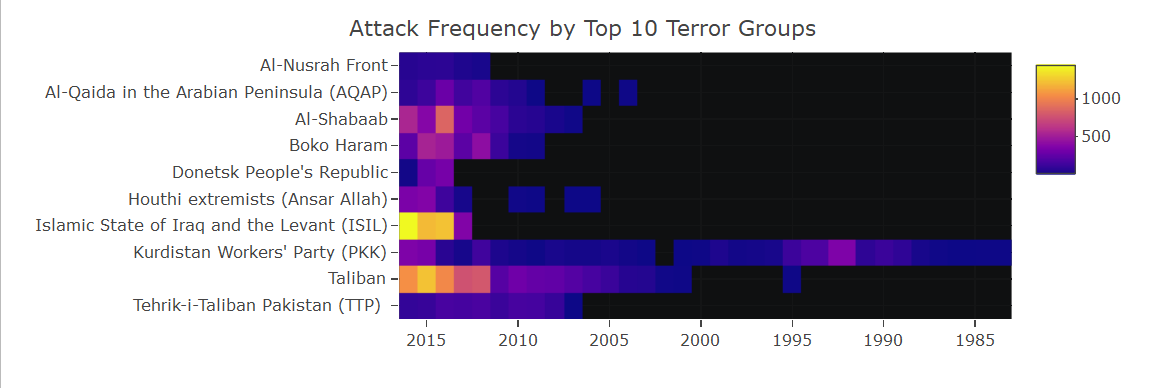 Attack Frequency by Top 10 Terror Groups
Al-Nusrah Front
Al-Qaida in the Arabian Peninsula (AQAP)
Al-Shabaab
Boko Haram
Donetsk People's Republic
Houthi extremists (Ansar Allah)
Islamic State of Iraq and the Levant (ISIL)
Kurdistan Workers' Party (PKK)
Taliban
Tehrik-i-Taliban Pakistan (TTP)
2015 2010 2005 2000 1995 1990 1985
1000
500